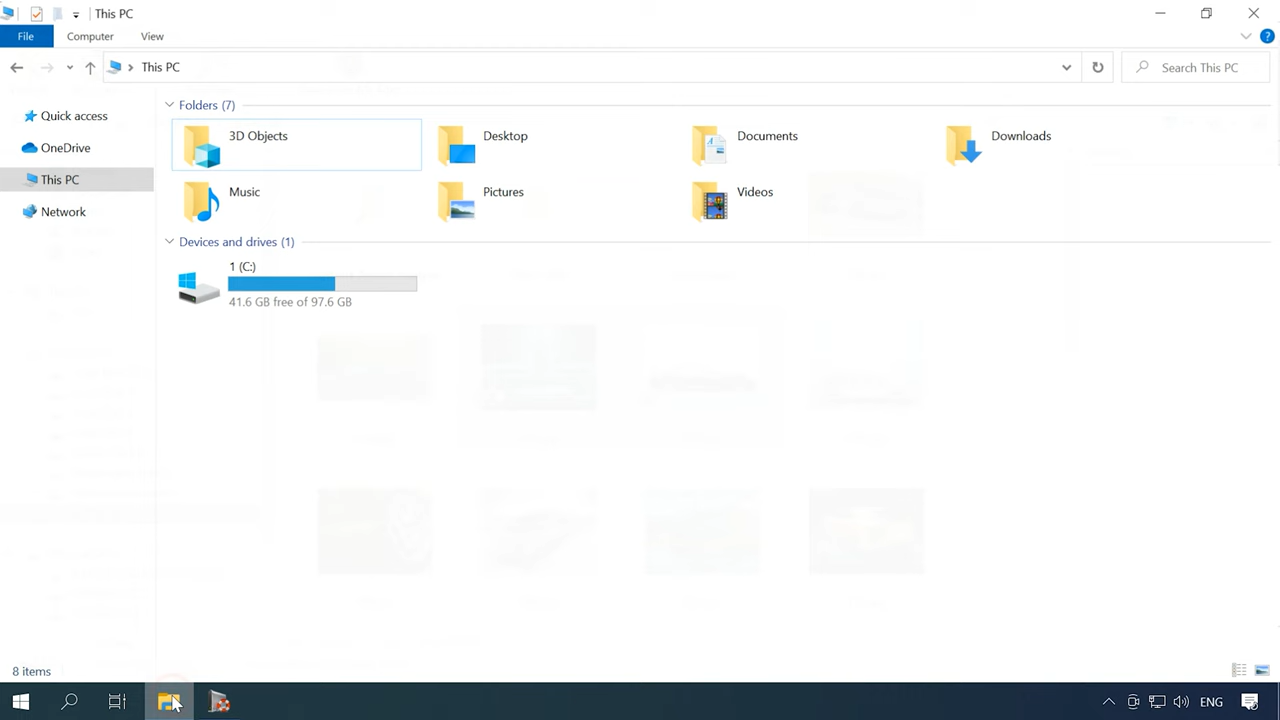 This PC
File Computer View
This PC Search This PC
Quick access
OneDrive
This PC
Network
Folders (7)
3D Objects Desktop Documents Downloads
Music Pictures Videos
Devices and drives (1)
1 (C:)
41.6 GB free of 97.6 GB
8 items
ENG